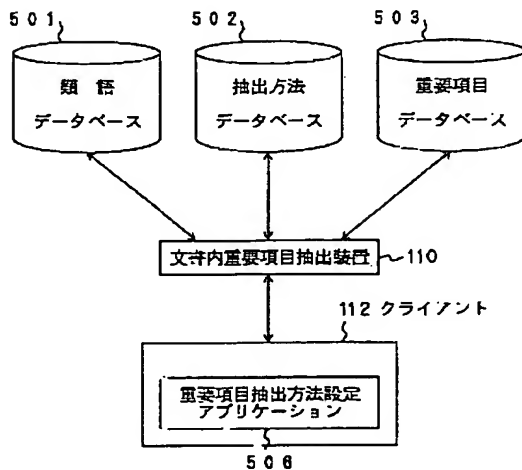 501
502
503
類語
データベース
抽出方法
データベース
重要項目
データベース
文書内重要項目抽出装置
110
112 クライアント
重要項目抽出方法設定
アプリケーション
506